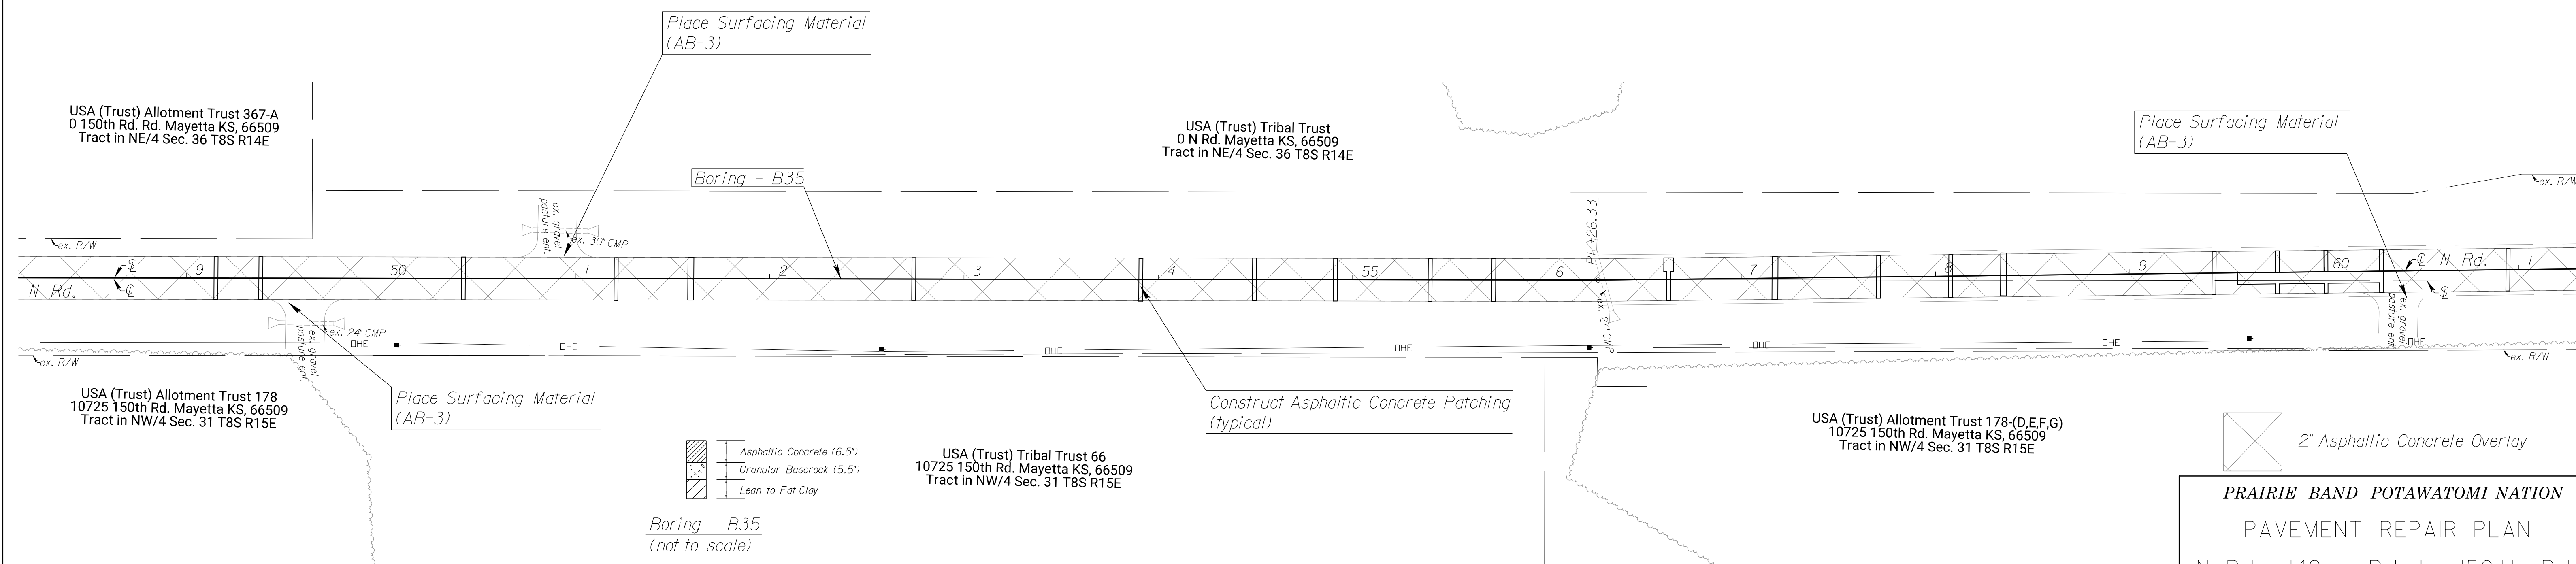 Place Surfacing Material
(AB-3)
USA (Trust) Allotment Trust 367-A
0 150th Rd. Rd. Mayetta KS, 66509
Tract in NE/4 Sec. 36 T8S R14E
USA (Trust) Tribal Trust
0 N Rd. Mayetta KS, 66509
Tract in NE/4 Sec. 36 T8S R14E
Place Surfacing Material
(AB-3)
Boring - B35
ex. R/W
ex. R/W
ex. gravel
pasture ent.
ex. 30" CMP
PI +26.33
9
50
1
2
3
4
55
6
7
8
9
60
1
N Rd.
N Rd.
ex. 24" CMP
ex. gravel
pasture ent.
ex. 27" CMP
ex. gravel
pasture ent.
OHE
OHE
OHE
OHE
OHE
OHE
OHE
ex. R/W
ex. R/W
USA (Trust) Allotment Trust 178
10725 150th Rd. Mayetta KS, 66509
Tract in NW/4 Sec. 31 T8S R15E
Place Surfacing Material
(AB-3)
Construct Asphaltic Concrete Patching
(typical)
USA (Trust) Allotment Trust 178-(D,E,F,G)
10725 150th Rd. Mayetta KS, 66509
Tract in NW/4 Sec. 31 T8S R15E
2" Asphaltic Concrete Overlay
Asphaltic Concrete (6.5")
Granular Baserock (5.5")
Lean to Fat Clay
USA (Trust) Tribal Trust 66
10725 150th Rd. Mayetta KS, 66509
Tract in NW/4 Sec. 31 T8S R15E
Boring - B35
(not to scale)
PRAIRIE BAND POTAWATOMI NATION
PAVEMENT REPAIR PLAN